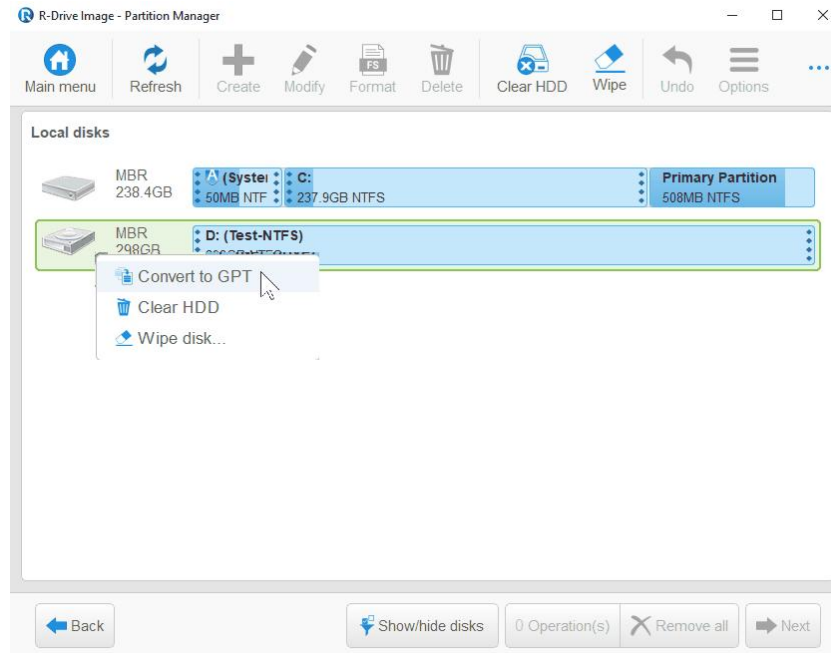 R-Drive Image - Partition Manager
Main menu Refresh Create Modify Format Delete Clear HDD Wipe Undo Options
FS
Local disks
MBR
238.4GB
(Syster
50MB NTF
C:
237.9GB NTFS
Primary Partition
508MB NTFS
MBR
298GB
D: (Test-NTFS)
Convert to GPT
Clear HDD
Wipe disk...
Back Show/hide disks 0 Operation(s) Remove all Next